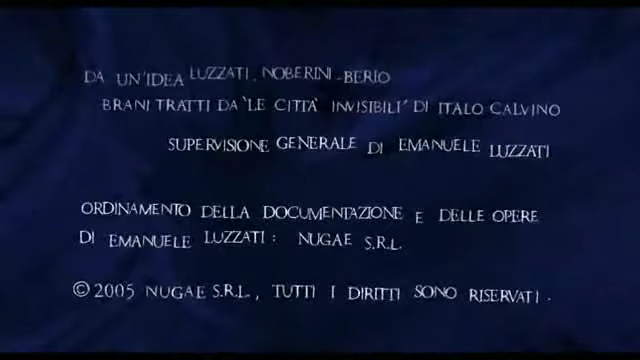 DA UN'IDEA LUZZATI, NOBERINI - BERIO
BRANI TRATTI DA 'LE CITTA' INVISIBILI' DI ITALO CALVINO
SUPERVISIONE GENERALE DI EMANUELE LUZZATI
ORDINAMENTO DELLA DOCUMENTAZIONE E DELLE OPERE
DI EMANUELE LUZZATI: NUGAE S.R.L.
© 2005 NUGAE S.R.L., TUTTI I DIRITTI SONO RISERVATI.